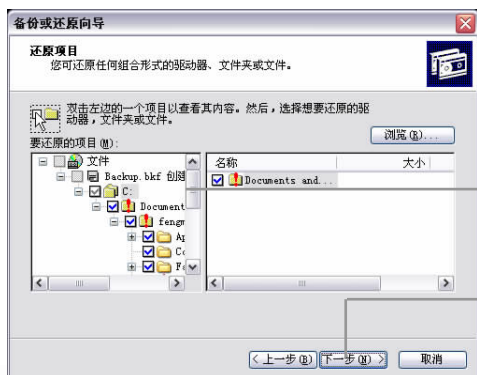 备份或还原向导
还原项目
您可还原任何组合形式的驱动器、文件夹或文件。
双击左边的一个项目以查看其内容。然后，选择想要还原的驱
动器，文件夹或文件。
浏览(R)...
要还原的项目(M):
文件
Backup.bkf 创建
C:
Document
fengm
Ap
Co
Fa
名称 大小
Documents and...
<上一步(B) 下一步(N)> 取消